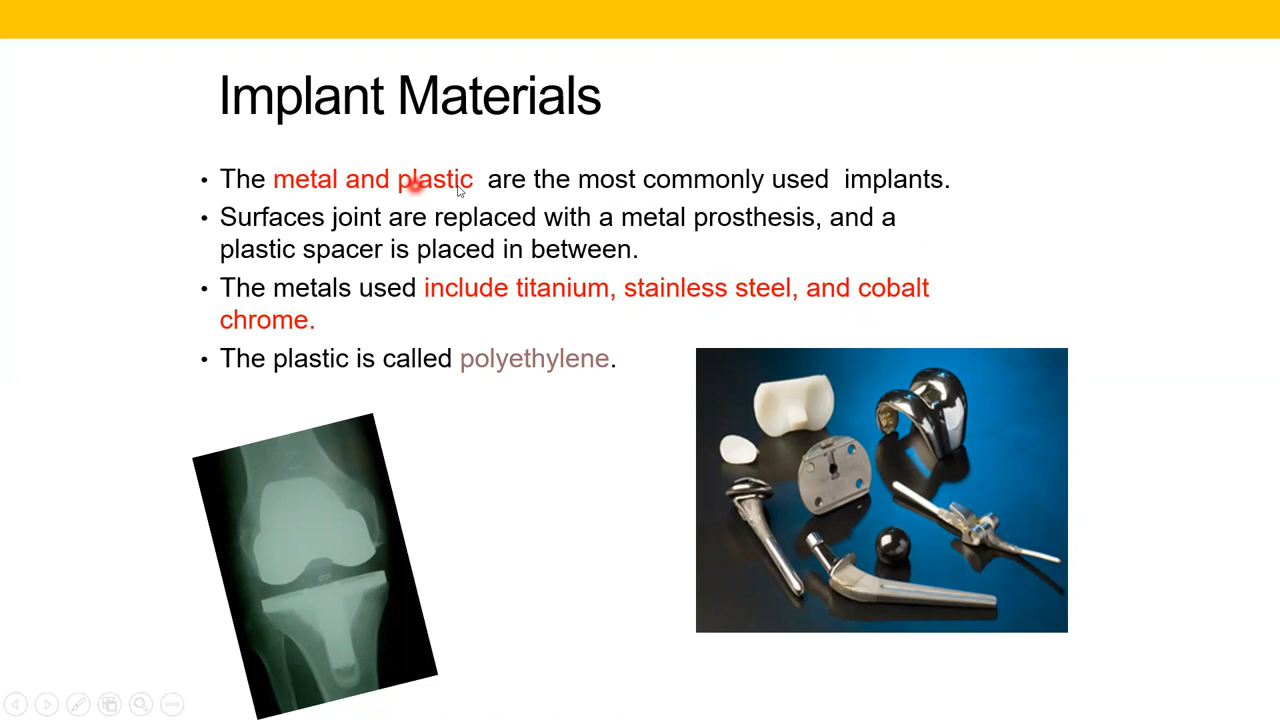 Implant Materials
• The metal and plastic are the most commonly used implants.
• Surfaces joint are replaced with a metal prosthesis, and a
plastic spacer is placed in between.
• The metals used include titanium, stainless steel, and cobalt
chrome.
• The plastic is called polyethylene.